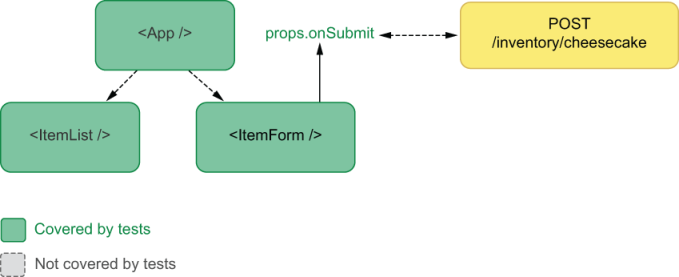 <App />
props.onSubmit
POST
/inventory/cheesecake
<ItemList />
<ItemForm />
Covered by tests
Not covered by tests